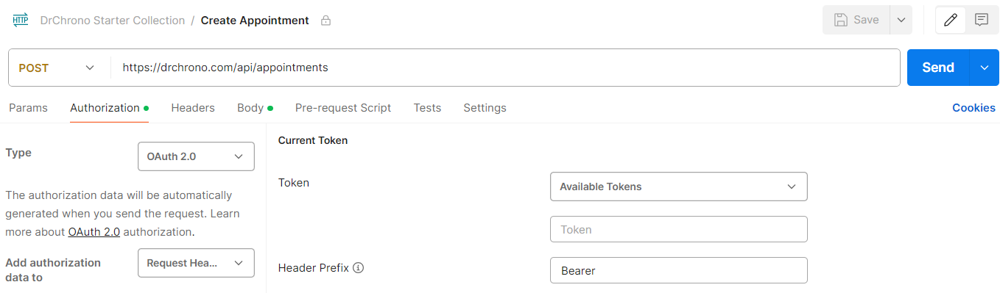 HTTP DrChrono Starter Collection / Create Appointment Save
POST https://drchrono.com/api/appointments Send
Params Authorization Headers Body Pre-request Script Tests Settings Cookies
Current Token
Type OAuth 2.0
Token Available Tokens
The authorization data will be automatically
generated when you send the request. Learn
more about OAuth 2.0 authorization.
Token
Add authorization
data to
Request Hea...
Header Prefix Bearer